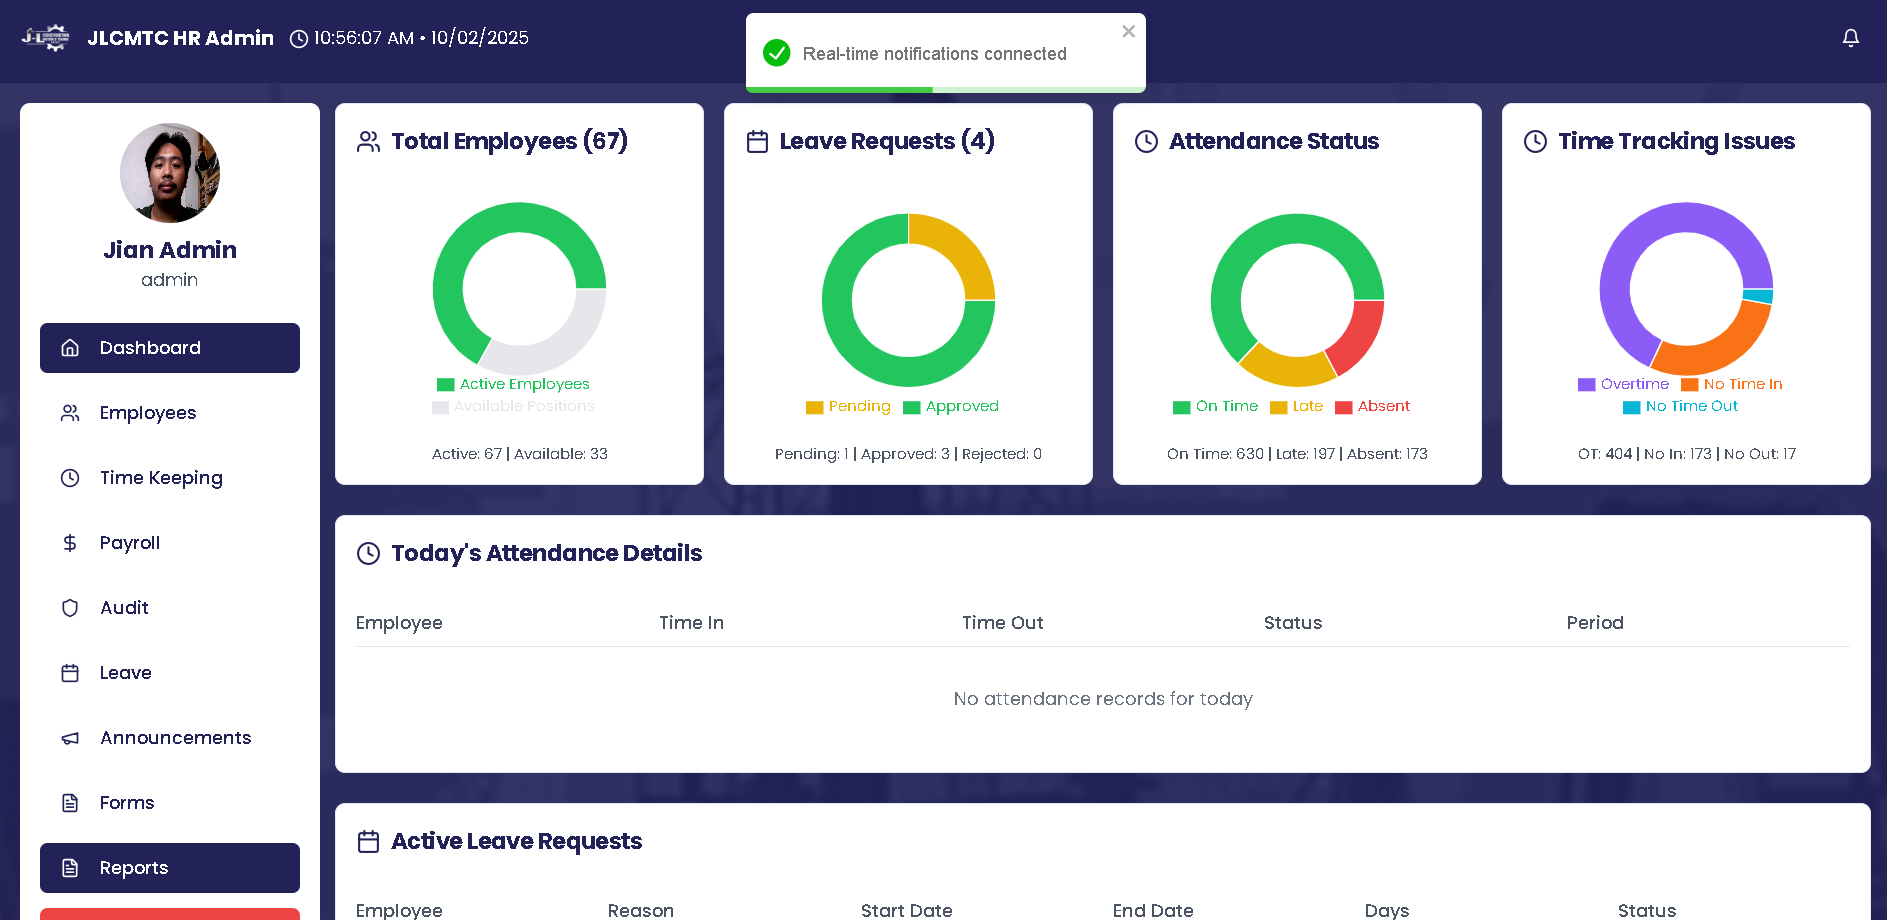 JLCMTC HR Admin
10:56:07 AM • 10/02/2025
Real-time notifications connected
Jian Admin
admin
Dashboard
Employees
Time Keeping
Payroll
Audit
Leave
Announcements
Forms
Reports
Total Employees (67)
Active Employees
Available Positions
Active: 67 | Available: 33
Leave Requests (4)
Pending
Approved
Pending: 1 | Approved: 3 | Rejected: 0
Attendance Status
On Time
Late
Absent
On Time: 630 | Late: 197 | Absent: 173
Time Tracking Issues
Overtime
No Time In
No Time Out
OT: 404 | No In: 173 | No Out: 17
Today's Attendance Details
Employee Time In Time Out Status Period
No attendance records for today
Active Leave Requests
Employee Reason Start Date End Date Days Status